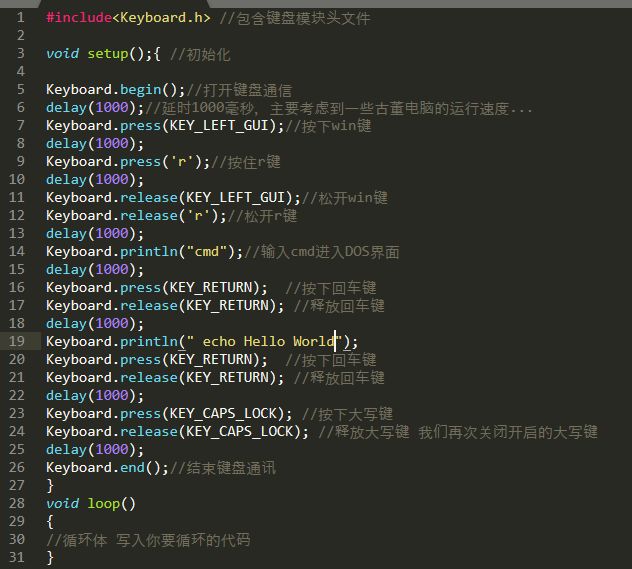 1 #include<Keyboard.h> //包含键盘模块头文件
2
3 void setup();{ //初始化
4
5 Keyboard.begin();//打开键盘通信
6 delay(1000);//延时1000毫秒，主要考虑到一些古董电脑的运行速度...
7 Keyboard.press(KEY_LEFT_GUI);//按下win键
8 delay(1000);
9 Keyboard.press('r');//按住r键
10 delay(1000);
11 Keyboard.release(KEY_LEFT_GUI);//松开win键
12 Keyboard.release('r');//松开r键
13 delay(1000);
14 Keyboard.println("cmd");//输入cmd进入DOS界面
15 delay(1000);
16 Keyboard.press(KEY_RETURN);  //按下回车键
17 Keyboard.release(KEY_RETURN); //释放回车键
18 delay(1000);
19 Keyboard.println(" echo Hello World");
20 Keyboard.press(KEY_RETURN);  //按下回车键
21 Keyboard.release(KEY_RETURN); //释放回车键
22 delay(1000);
23 Keyboard.press(KEY_CAPS_LOCK); //按下大写键
24 Keyboard.release(KEY_CAPS_LOCK); //释放大写键 我们再次关闭开启的大写键
25 delay(1000);
26 Keyboard.end();//结束键盘通讯
27 }
28 void loop()
29 {
30 //循环体 写入你要循环的代码
31 }